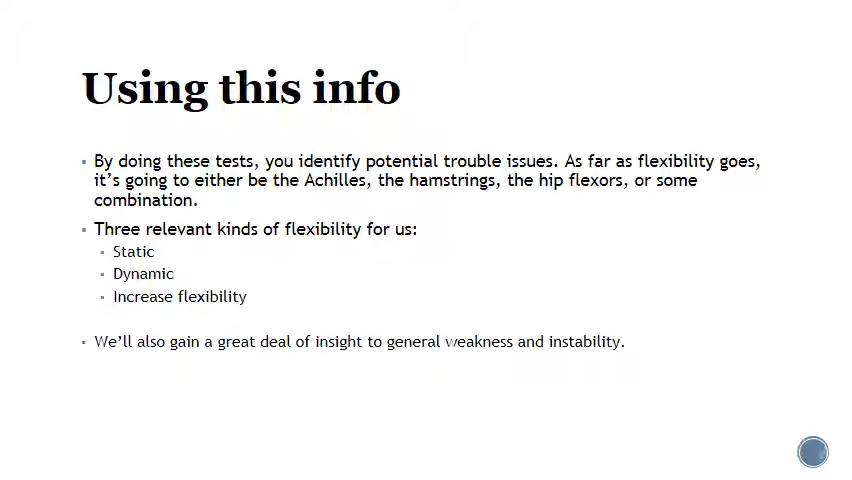 Using this info
By doing these tests, you identify potential trouble issues. As far as flexibility goes,
it's going to either be the Achilles, the hamstrings, the hip flexors, or some
combination.
Three relevant kinds of flexibility for us:
Static
Dynamic
Increase flexibility
We'll also gain a great deal of insight to general weakness and instability.